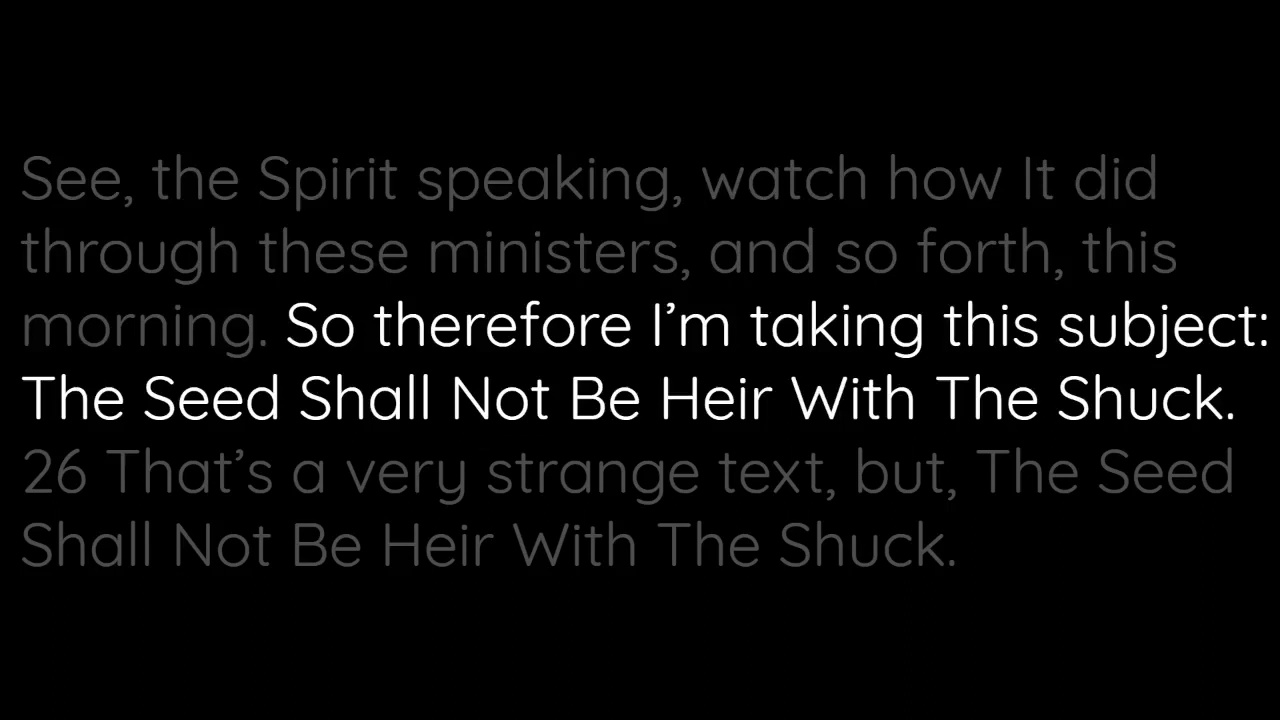 See, the Spirit speaking, watch how It did
through these ministers, and so forth, this
morning. So therefore I’m taking this subject:
The Seed Shall Not Be Heir With The Shuck.
26 That’s a very strange text, but, The Seed
Shall Not Be Heir With The Shuck.